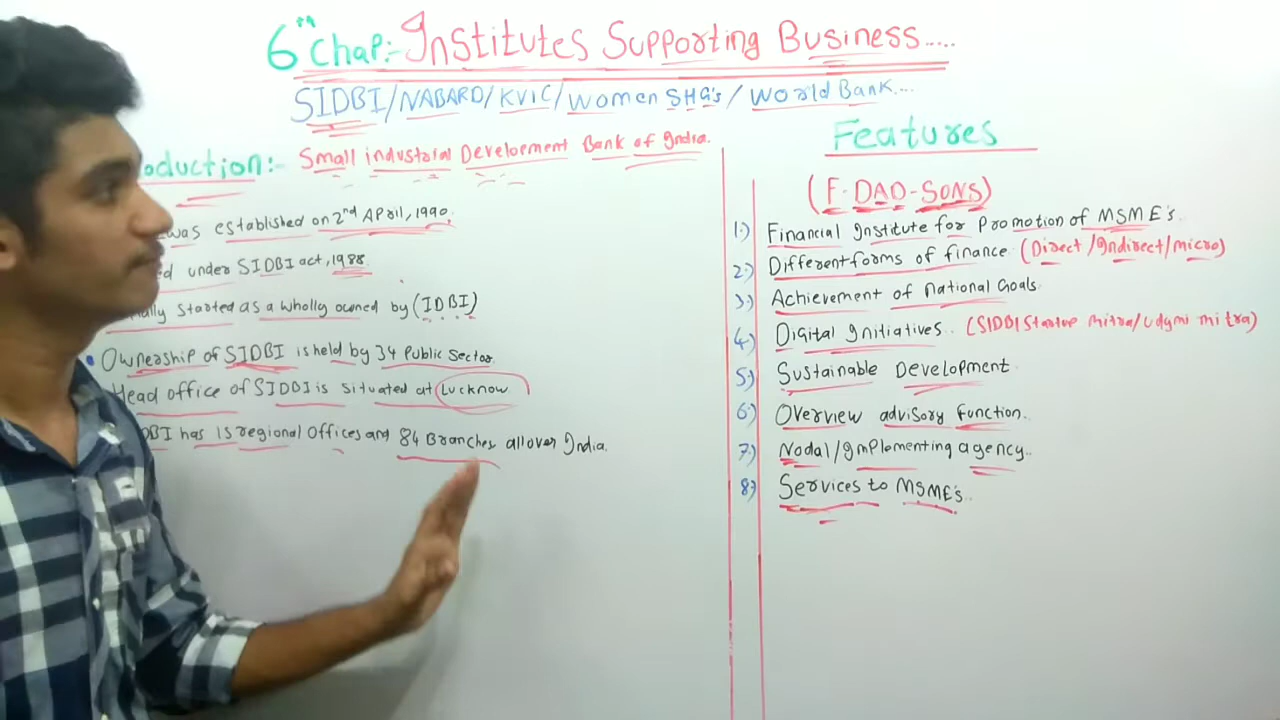 6th Chap:- Institutes Supporting Business.....
SIDBI/NABARD/KVIC/Women SHG's/World Bank...
oduction:- Small industrial Development Bank of India.
was established on 2nd April, 1990.
d under SIDBI act, 1988
ally started as a wholly owned by (IDBI)
• Ownership of SIDBI is held by 34 Public Sector
Head office of SIDBI is situated at Lucknow
DBI has 15 regional Offices and 84 Branches all over India.
Features
(F-DAD-SONS)
1:) Financial Institute for Promotion of MSME's.
2:) Different forms of finance (Direct/Indirect/micro)
3:) Achievement of national Goals.
4:) Digital Initiatives.. (SIDBI Startup mitra/Udymi mitra)
5:) Sustainable Development
6:) Overview advisory function.
7:) Nodal/Implementing agency..
8:) Services to MSME's..